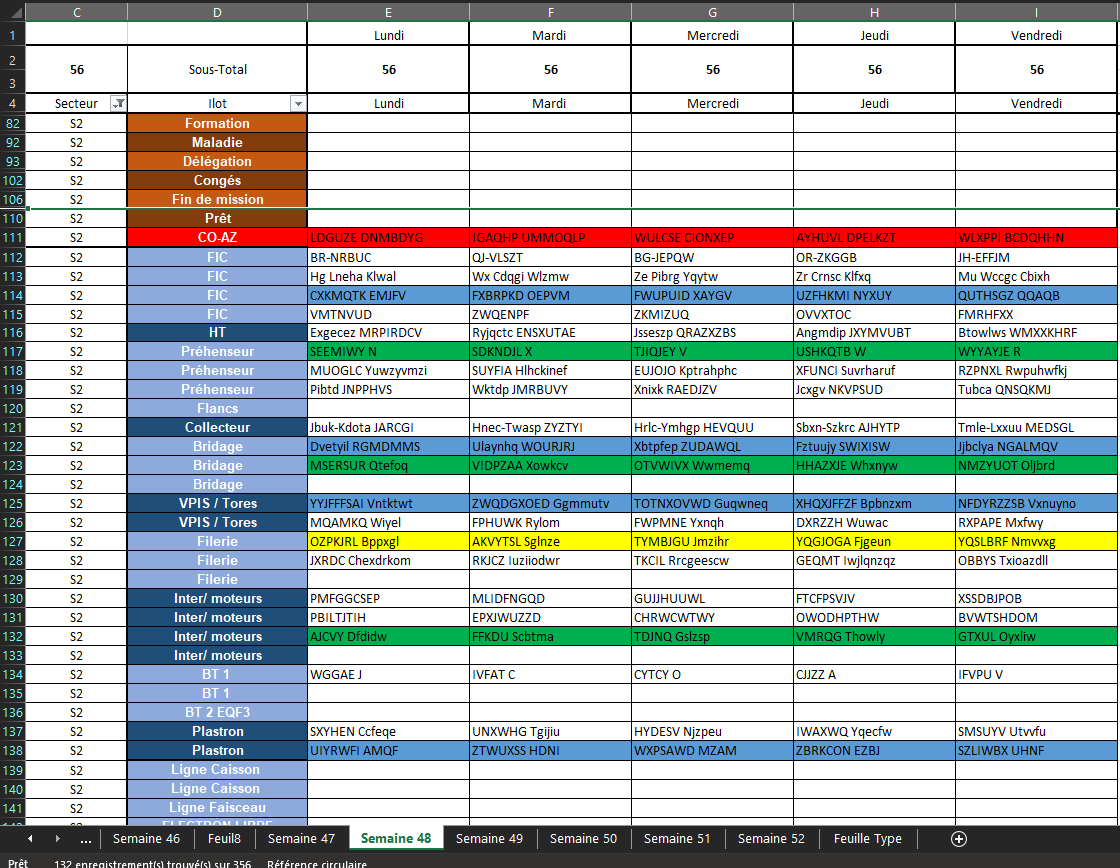 C D E F G H I
1 Lundi Mardi Mercredi Jeudi Vendredi
2
56 Sous-Total 56 56 56 56 56
3
4 Secteur Ilot Lundi Mardi Mercredi Jeudi Vendredi
82 S2 Formation
92 S2 Maladie
93 S2 Délégation
102 S2 Congés
106 S2 Fin de mission
110 S2 Prêt
111 S2 CO-AZ LDGUZE DNMBDYG IGAQHP UMMOQLP WULCSE CIONXEP AYHUVL DPELKZT WLXPPI BCDQHHN
112 S2 FIC BR-NRBUC QJ-VLSZT BG-JEPQW OR-ZKGGB JH-EFFJM
113 S2 FIC Hg Lneha Klwal Wx Cdqgi Wlzmw Ze Pibrg Yqytw Zr Crnsc Klfxq Mu Wccgc Cbixh
114 S2 FIC CXKMQTK EMJFV FXBRPKD OEPVM FWUPUID XAYGV UZFHKMI NYXUY QUTHSGZ QQAQB
115 S2 FIC VMTNVUD ZWQENPF ZKMIZUQ OVVXTOC FMRHFXX
116 S2 HT Exgecez MRPIRDCV Ryjqctc ENSXUTAE Jsseszp QRAZXZBS Angmdip JXYMVUBT Btowlws WMXXKHRF
117 S2 Préhenseur SEEMIWY N SDKNDJL X TJIQJEY V USHKQTB W WYYAYJE R
118 S2 Préhenseur MUOGLC Yuwzyvmzi SUYFIA Hlhckinef EUJOJO Kptrahphc XFUNCI Suvrharuf RZPNXL Rwpuhwfkj
119 S2 Préhenseur Pibtd JNPPHVS Wktdp JMRBUVY Xnixk RAEDJZV Jcxgv NKVPSUD Tubca QNSQKMJ
120 S2 Flancs
121 S2 Collecteur Jbuk-Kdota JARCGI Hnec-Twasp ZYZTYI Hrlc-Ymhgp HEVQUU Sbxn-Szkrc AJHYTP Tmle-Lxxuu MEDSGL
122 S2 Bridage Dvetyil RGMDMMS Ulaynhq WOURJRJ Xbtpfep ZUDAWQL Fztuujy SWIXISW Jjbclya NGALMQV
123 S2 Bridage MSERSUR Qtefoq VIDPZAA Xowkcv OTVWIVX Wwmemq HHAZXJE Whxnyw NMZYUOT Oljbrd
124 S2 Bridage
125 S2 VPIS / Tores YYJFFFSAI Vntktwt ZWQDGXOED Ggmmutv TOTNXOVWD Guqwneq XHQXJFFZF Bpbnzxm NFDYRZZSB Vxnuyno
126 S2 VPIS / Tores MQAMKQ Wiyel FPHUWK Rylom FWPMNE Yxnqh DXRZZH Wuwac RXPAPE Mxfwy
127 S2 Filerie OZPKJRL Bppxgl AKVYTSL Sglnze TYMBJGU Jmzihr YQGJOGA Fjgeun YQSLBRF Nmvvxg
128 S2 Filerie JXRDC Chexdrkom RKJCZ Iuziiodwr TKCIL Rrcgeescw GEQMT Iwjlqnzqz OBBYS Txioazdll
129 S2 Filerie
130 S2 Inter/ moteurs PMFGGCSEP MLIDFNGQD GUJJHUUWL FTCFPSVJV XSSDBJPOB
131 S2 Inter/ moteurs PBILTJTIH EPXJWUZZD CHRWCWTWY OWODHPTHW BVWTSHDOM
132 S2 Inter/ moteurs AJCVY Dfdidw FFKDU Scbtma TDJNQ Gslzsp VMRQG Thowly GTXUL Oyxliw
133 S2 Inter/ moteurs
134 S2 BT 1 WGGAE J IVFAT C CYTCY O CJJZZ A IFVPU V
135 S2 BT 1
136 S2 BT 2 EQF3
137 S2 Plastron SXYHEN Ccfeqe UNXWHG Tgijiu HYDESV Njzpeu IWAXWQ Yqecfw SMSUYV Utvvfu
138 S2 Plastron UIYRWFI AMQF ZTWUXSS HDNI WXPSAWD MZAM ZBRKCON EZBJ SZLIWBX UHNF
139 S2 Ligne Caisson
140 S2 Ligne Caisson
141 S2 Ligne Faisceau
... Semaine 46 Feuil8 Semaine 47 Semaine 48 Semaine 49 Semaine 50 Semaine 51 Semaine 52 Feuille Type
Prêt 132 enregistrement(s) trouvé(s) sur 356 Référence circulaire